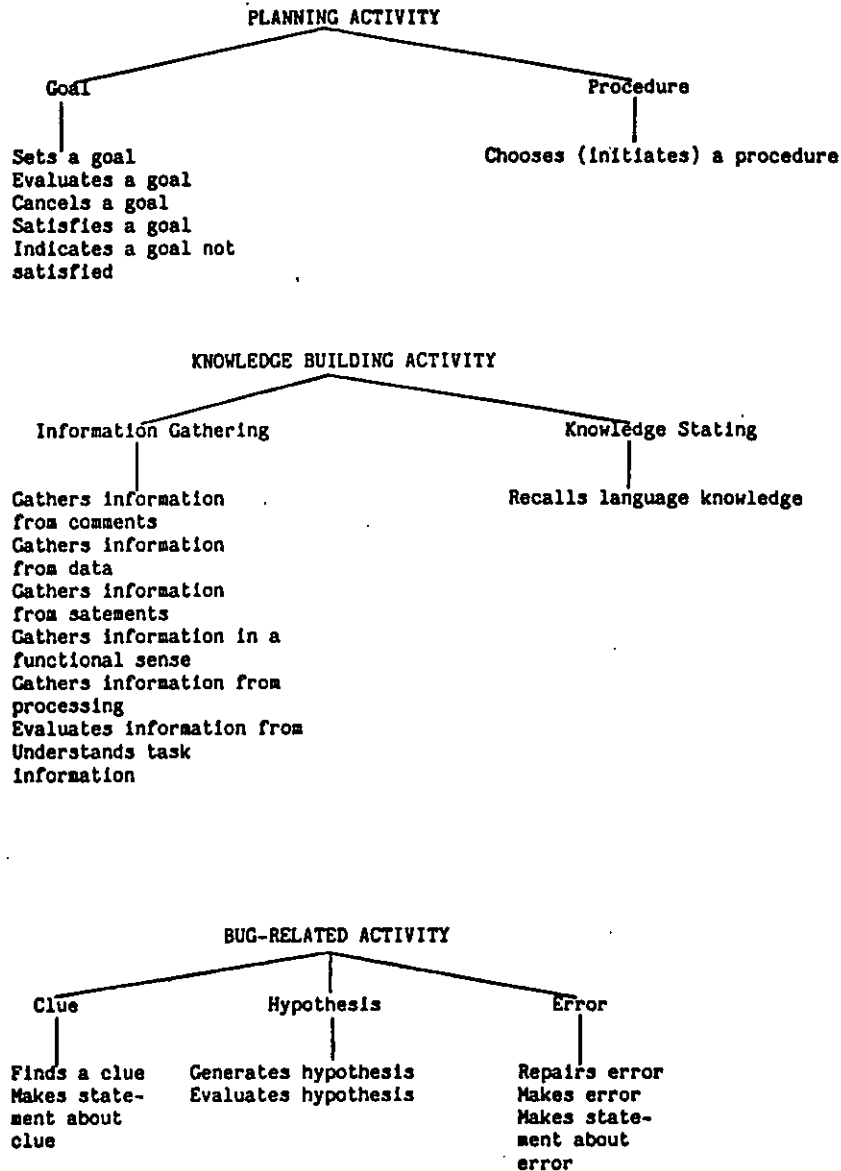 PLANNING ACTIVITY
Goal
Procedure
Sets a goal
Evaluates a goal
Cancels a goal
Satisfies a goal
Indicates a goal not
satisfied
Chooses (initiates) a procedure
KNOWLEDGE BUILDING ACTIVITY
Information Gathering
Knowledge Stating
Gathers information
from comments
Gathers information
from data
Gathers information
from satements
Gathers information in a
functional sense
Gathers information from
processing
Evaluates information from
Understands task
information
Recalls language knowledge
BUG-RELATED ACTIVITY
Clue
Hypothesis
Error
Finds a clue
Makes state-
ment about
clue
Generates hypothesis
Evaluates hypothesis
Repairs error
Makes error
Makes state-
ment about
error